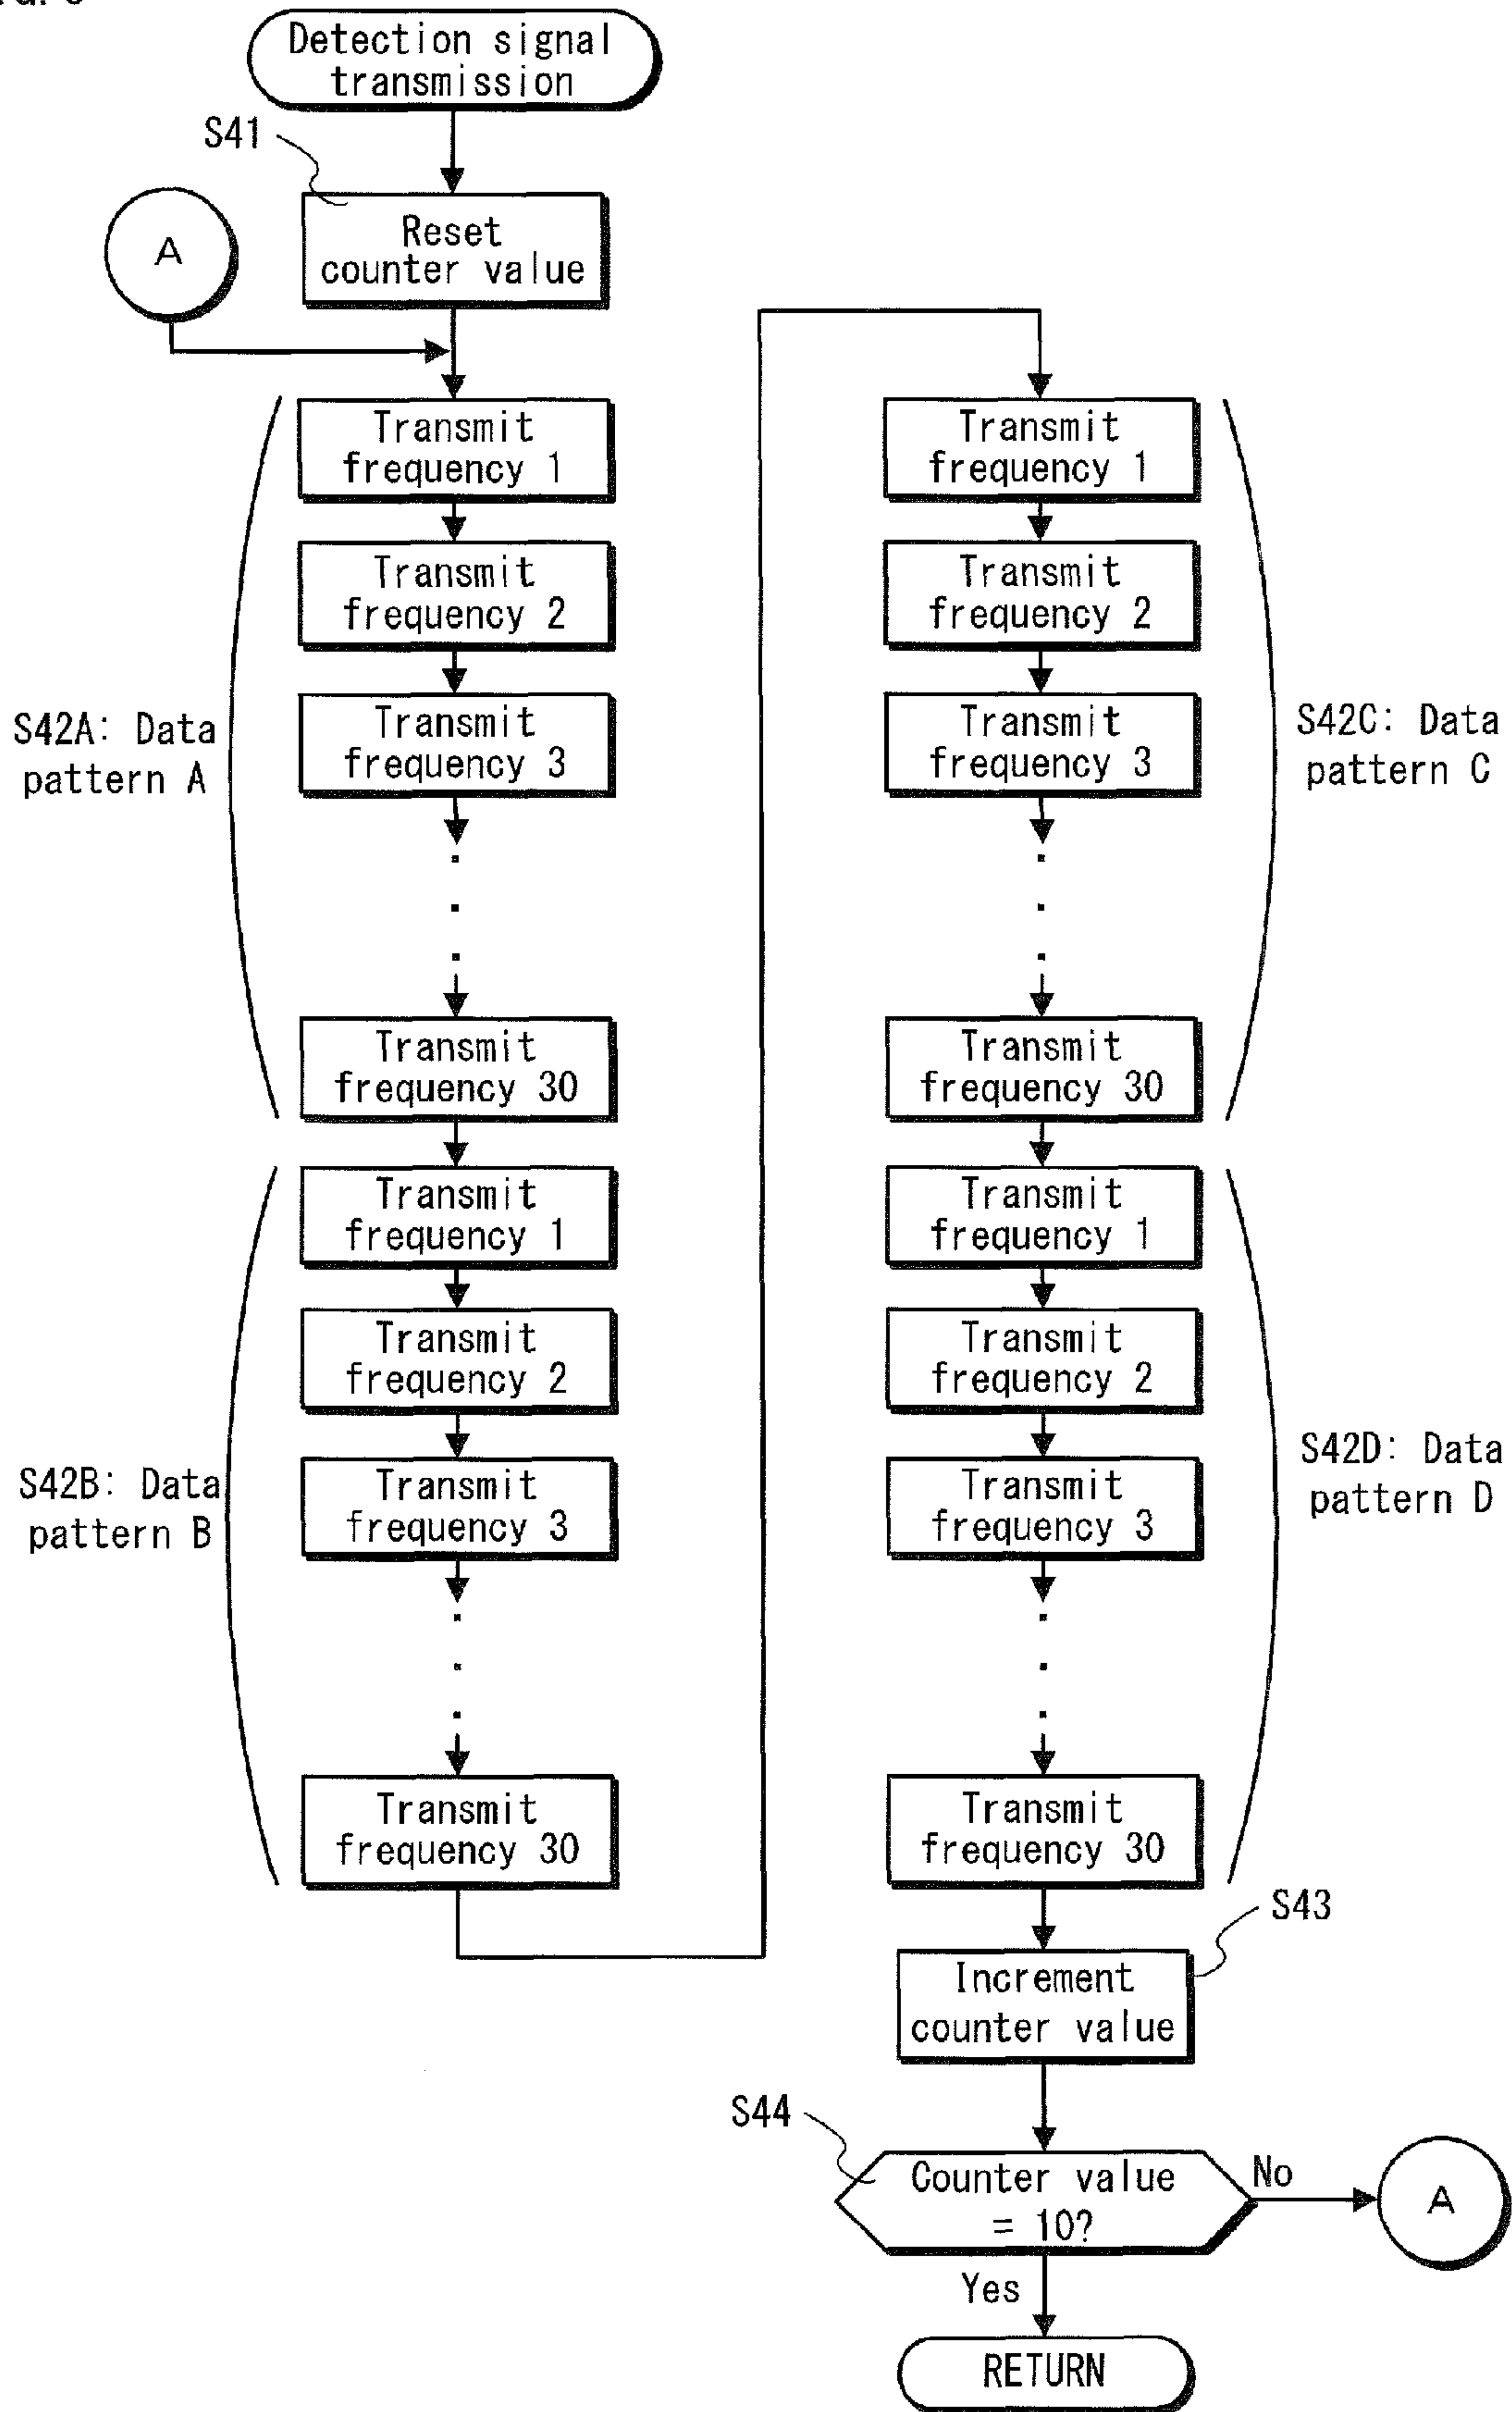 Detection signal
transmission
S41
A
Reset
counter value
Transmit
frequency 1
Transmit
frequency 2
Transmit
frequency 3
Transmit
frequency 30
S42A: Data
pattern A
Transmit
frequency 1
Transmit
frequency 2
Transmit
frequency 3
Transmit
frequency 30
S42B: Data
pattern B
Transmit
frequency 1
Transmit
frequency 2
Transmit
frequency 3
Transmit
frequency 30
S42C: Data
pattern C
Transmit
frequency 1
Transmit
frequency 2
Transmit
frequency 3
Transmit
frequency 30
S42D: Data
pattern D
S43
Increment
counter value
S44
Counter value
= 10?
No
A
Yes
RETURN